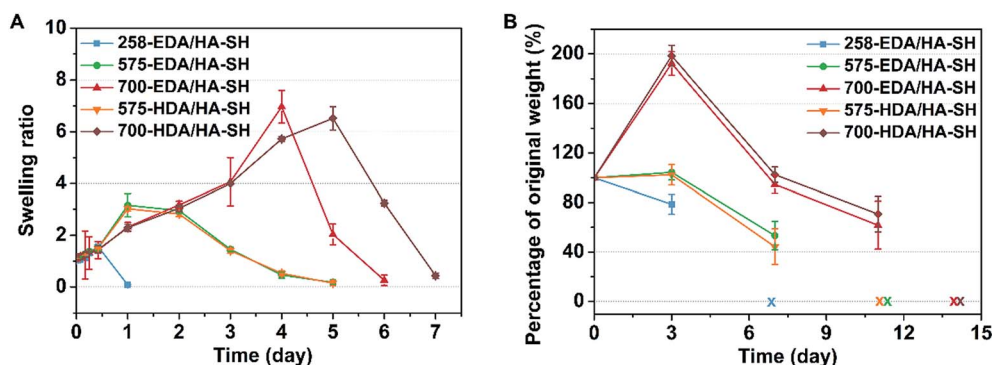 A
Swelling ratio
10
8
6
4
2
0
258-EDA/HA-SH
575-EDA/HA-SH
700-EDA/HA-SH
575-HDA/HA-SH
700-HDA/HA-SH
0 1 2 3 4 5 6 7
Time (day)
B
Percentage of original weight (%)
200
160
120
80
40
0
258-EDA/HA-SH
575-EDA/HA-SH
700-EDA/HA-SH
575-HDA/HA-SH
700-HDA/HA-SH
x x x x x
0 3 6 9 12 15
Time (day)